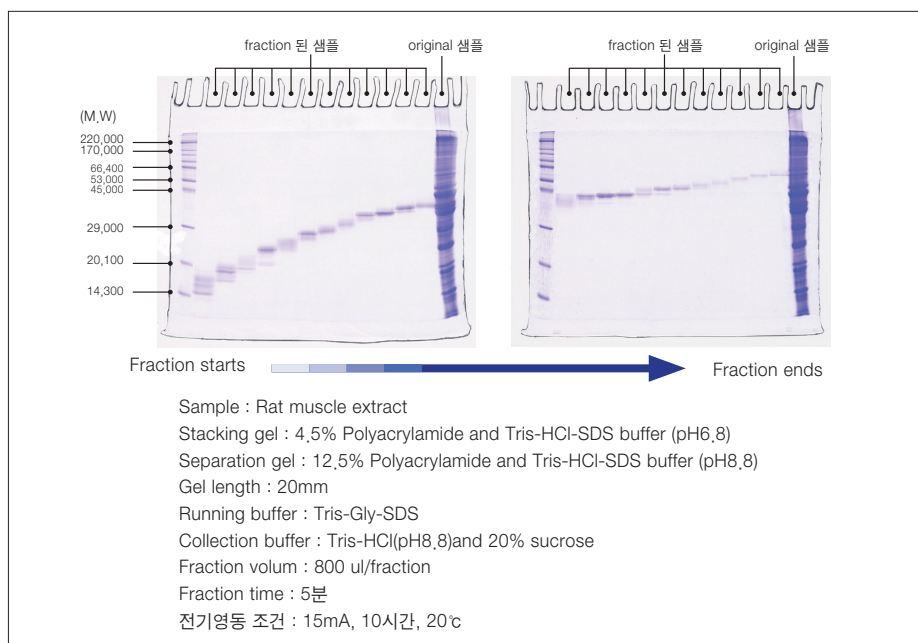 fraction 된 샘플 original 샘플 fraction 된 샘플 original 샘플
(M.W)
220,000
170,000
66,400
53,000
45,000
29,000
20,100
14,300
Fraction starts Fraction ends
Sample : Rat muscle extract
Stacking gel : 4.5% Polyacrylamide and Tris-HCl-SDS buffer (pH6.8)
Separation gel : 12.5% Polyacrylamide and Tris-HCl-SDS buffer (pH8.8)
Gel length : 20mm
Running buffer : Tris-Gly-SDS
Collection buffer : Tris-HCl(pH8.8)and 20% sucrose
Fraction volum : 800 ul/fraction
Fraction time : 5분
전기영동 조건 : 15mA, 10시간, 20℃